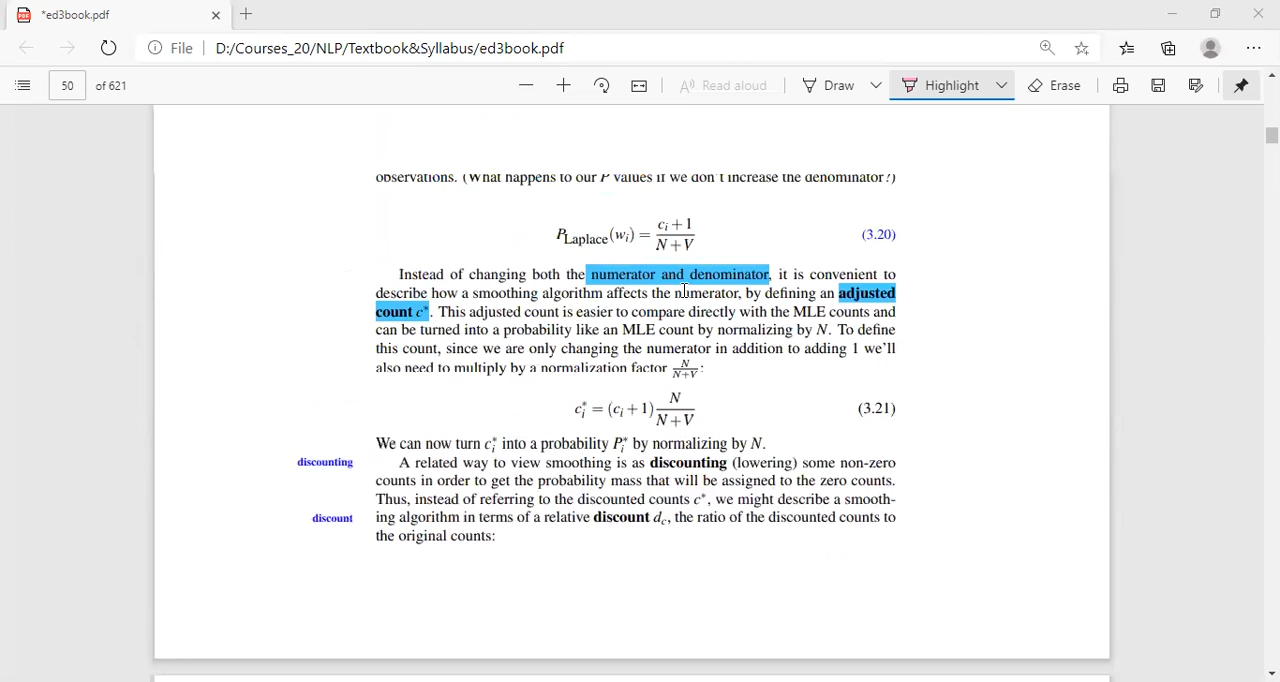 *ed3book.pdf
File D:/Courses_20/NLP/Textbook&Syllabus/ed3book.pdf
50 of 621 Read aloud Draw Highlight Erase
observations. (What happens to our P values if we don't increase the denominator?)
P_Laplace(w_i) = (c_i + 1) / (N + V) (3.20)
Instead of changing both the numerator and denominator, it is convenient to
describe how a smoothing algorithm affects the numerator, by defining an adjusted
count c*. This adjusted count is easier to compare directly with the MLE counts and
can be turned into a probability like an MLE count by normalizing by N. To define
this count, since we are only changing the numerator in addition to adding 1 we'll
also need to multiply by a normalization factor N/(N+V):
c_i* = (c_i + 1) N / (N + V) (3.21)
We can now turn c_i* into a probability P_i* by normalizing by N.
discounting A related way to view smoothing is as discounting (lowering) some non-zero
counts in order to get the probability mass that will be assigned to the zero counts.
Thus, instead of referring to the discounted counts c*, we might describe a smooth-
discount ing algorithm in terms of a relative discount d_c, the ratio of the discounted counts to
the original counts: